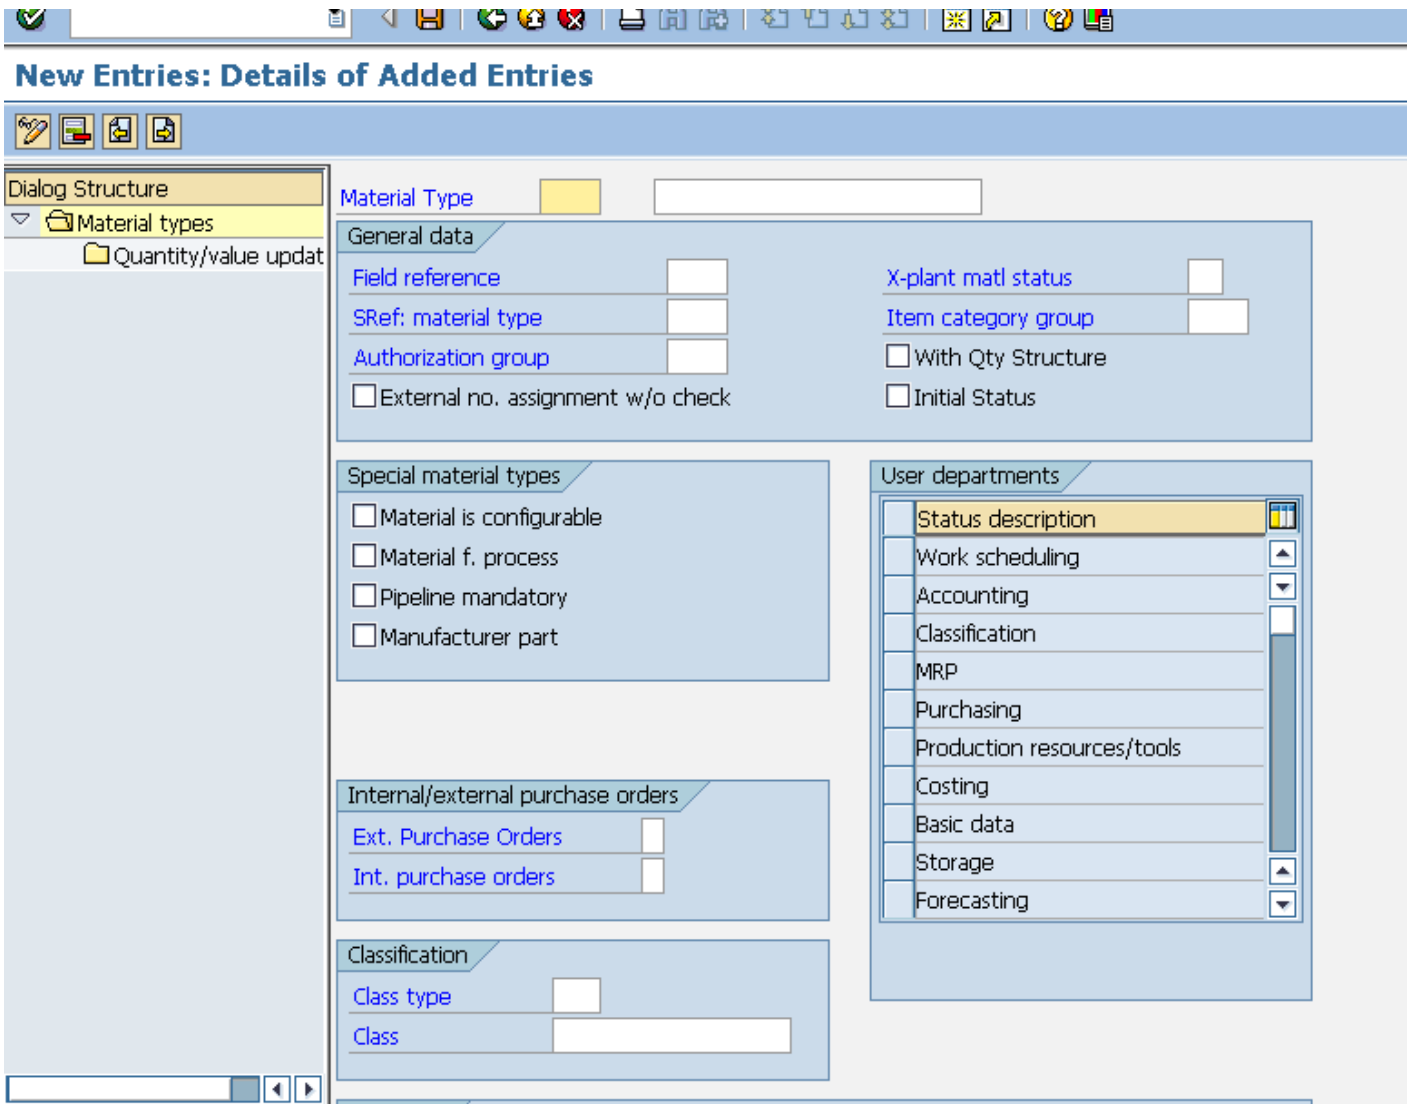 New Entries: Details of Added Entries
Dialog Structure
Material types
Quantity/value updat
Material Type
General data
Field reference
X-plant matl status
SRef: material type
Item category group
Authorization group
With Qty Structure
External no. assignment w/o check
Initial Status
Special material types
Material is configurable
Material f. process
Pipeline mandatory
Manufacturer part
User departments
Status description
Work scheduling
Accounting
Classification
MRP
Purchasing
Production resources/tools
Costing
Basic data
Storage
Forecasting
Internal/external purchase orders
Ext. Purchase Orders
Int. purchase orders
Classification
Class type
Class